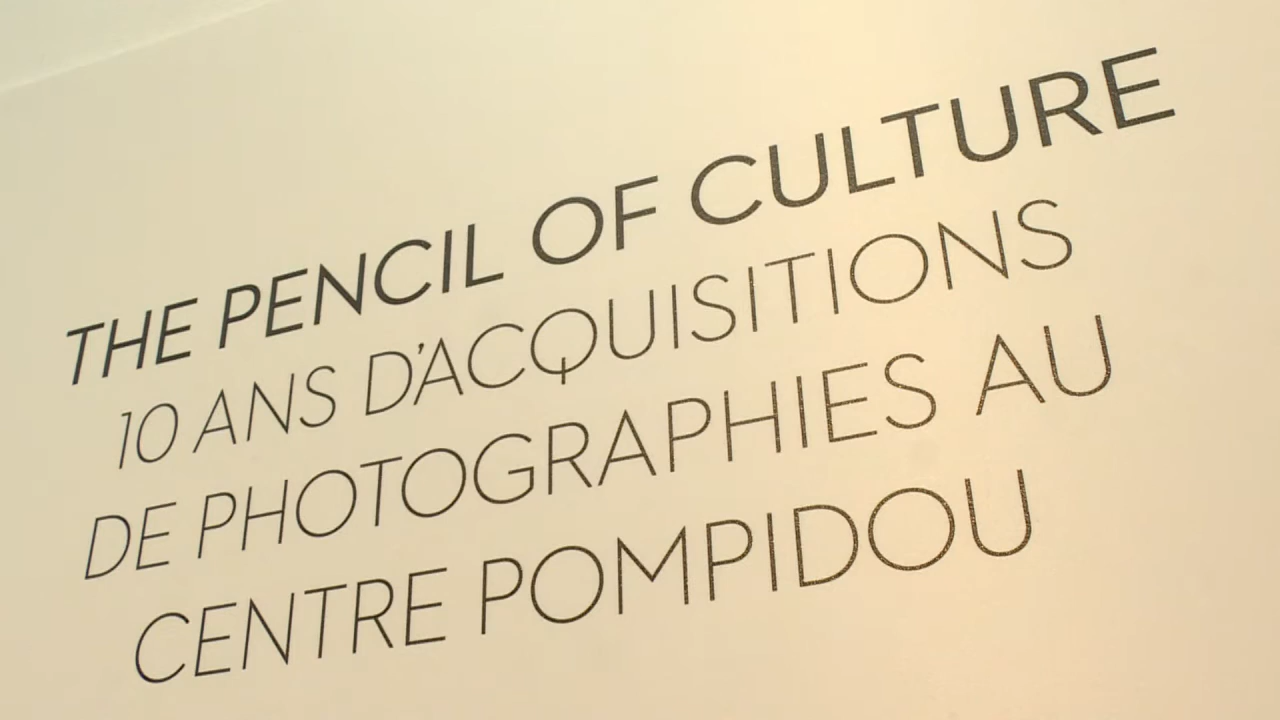 THE PENCIL OF CULTURE
10 ANS D'ACQUISITIONS
DE PHOTOGRAPHIES AU
CENTRE POMPIDOU